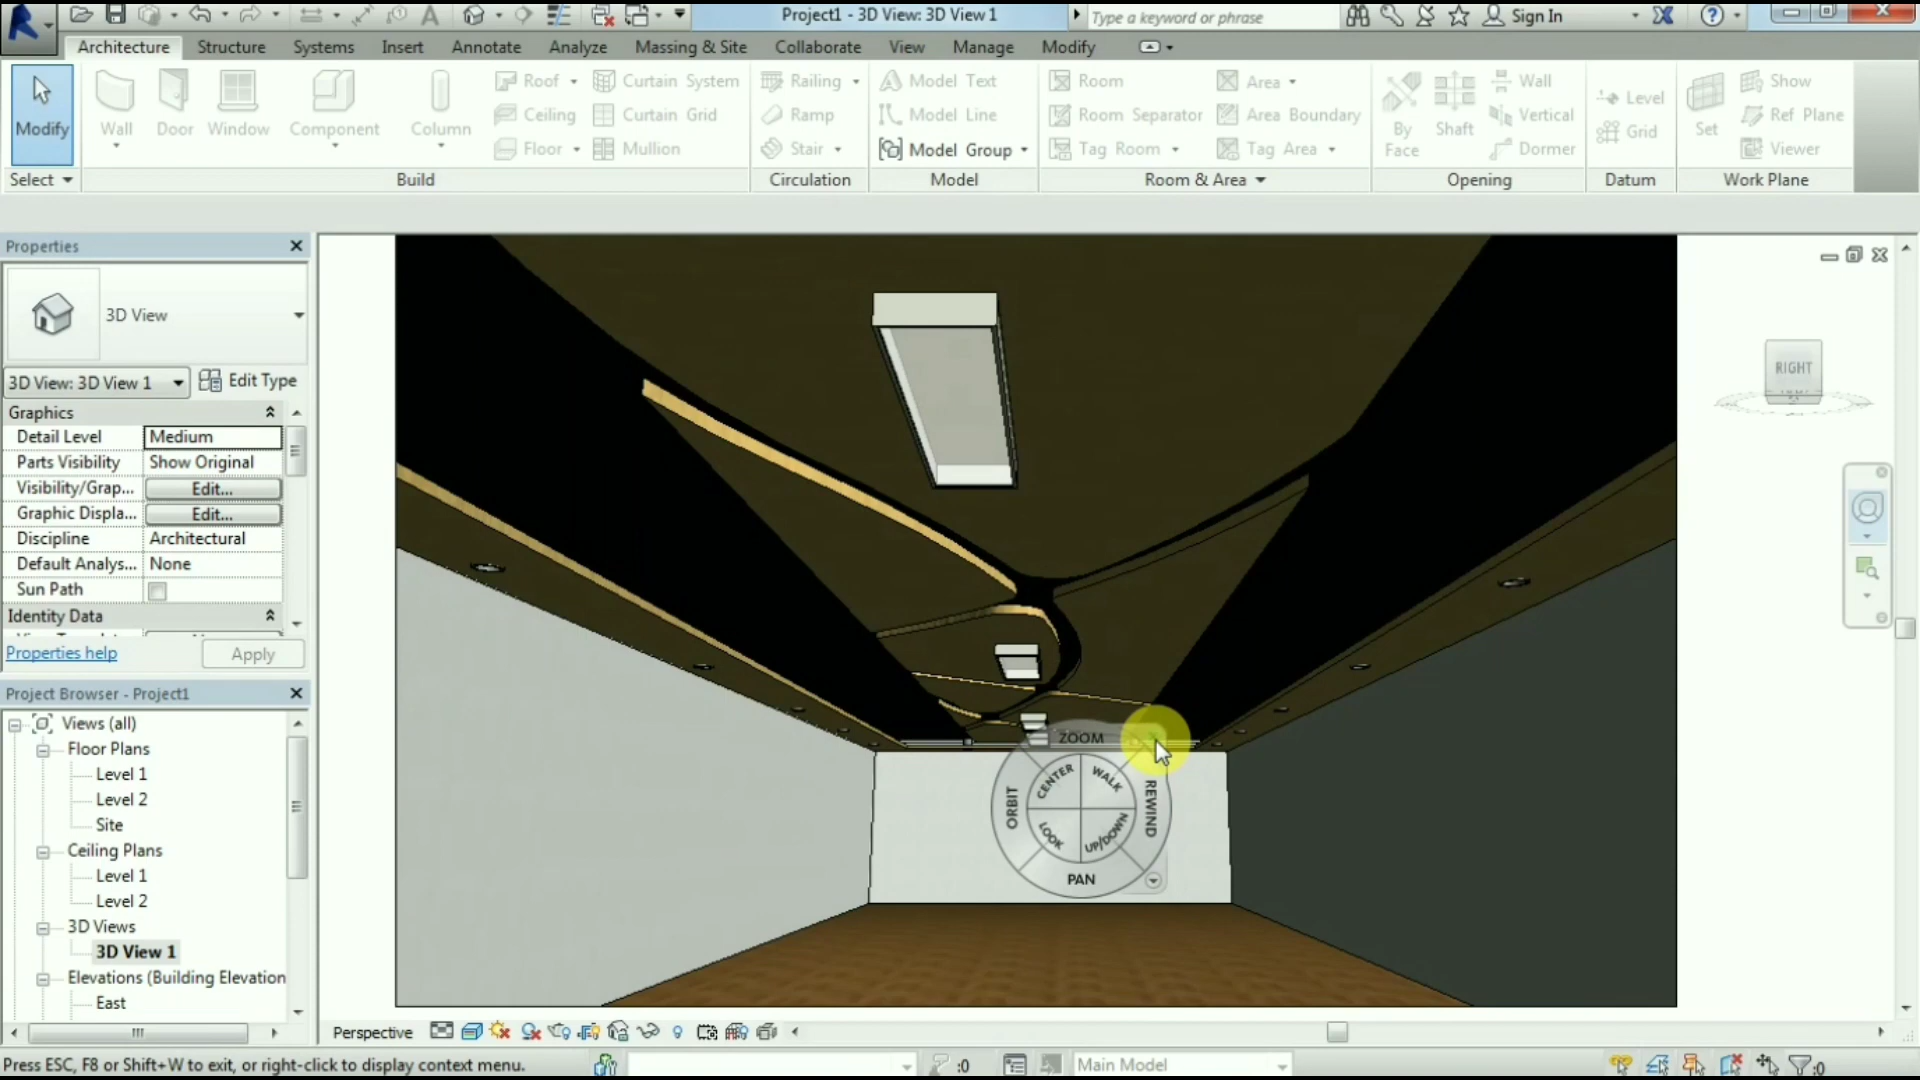 Project1 - 3D View: 3D View 1
Type a keyword or phrase
Sign In
Architecture Structure Systems Insert Annotate Analyze Massing & Site Collaborate View Manage Modify
Modify
Wall
Door
Window
Component
Column
Roof
Ceiling
Floor
Curtain System
Curtain Grid
Mullion
Railing
Ramp
Stair
Model Text
Model Line
Model Group
Room
Room Separator
Tag Room
Area
Area Boundary
Tag Area
By Face
Shaft
Wall
Vertical
Dormer
Level
Grid
Set
Show
Ref Plane
Viewer
Select Build Circulation Model Room & Area Opening Datum Work Plane
Properties
3D View
3D View: 3D View 1 Edit Type
Graphics
Detail Level Medium
Parts Visibility Show Original
Visibility/Grap... Edit...
Graphic Displa... Edit...
Discipline Architectural
Default Analys... None
Sun Path
Identity Data
Properties help Apply
Project Browser - Project1
Views (all)
Floor Plans
Level 1
Level 2
Site
Ceiling Plans
Level 1
Level 2
3D Views
3D View 1
Elevations (Building Elevation
East
RIGHT
ZOOM
CENTER
WALK
ORBIT
REWIND
LOOK
UP/DOWN
PAN
Perspective
Press ESC, F8 or Shift+W to exit, or right-click to display context menu.
:0
Main Model
:0